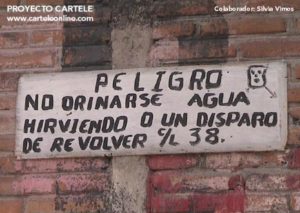 PROYECTO CARTELE
www.carteleonline.com
Colaborador: Silvia Vimos
PELIGRO
NO ORINARSE AGUA
HIRVIENDO O UN DISPARO
DE REVOLVER C/L 38.